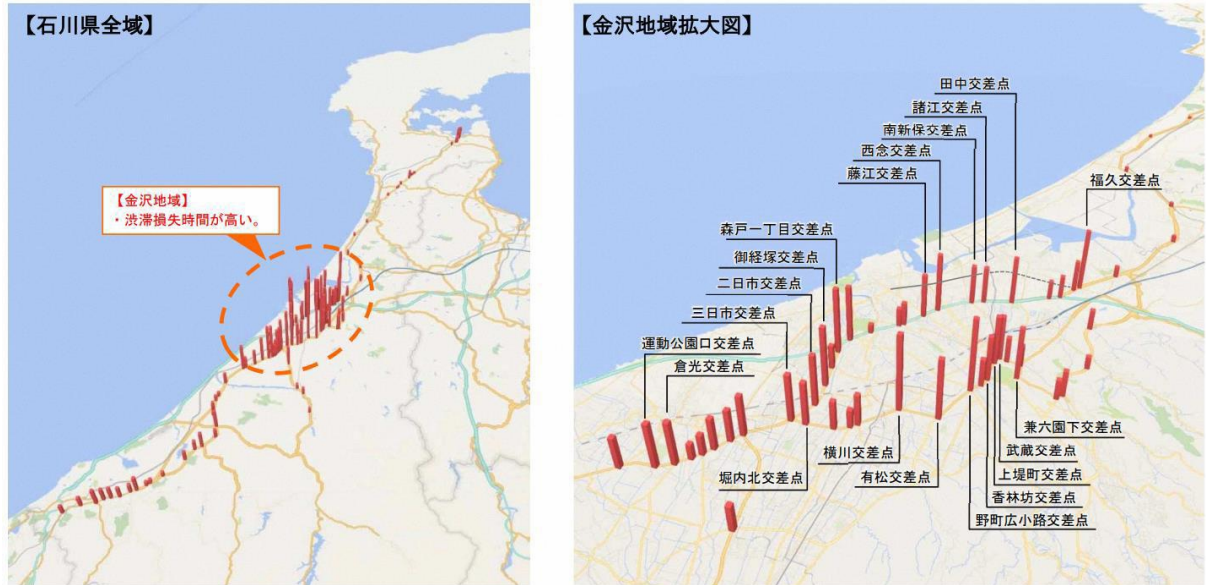 【石川県全域】
【金沢地域】
・渋滞損失時間が高い。
【金沢地域拡大図】
田中交差点
諸江交差点
南新保交差点
西念交差点
藤江交差点
福久交差点
森戸一丁目交差点
御経塚交差点
二日市交差点
三日市交差点
運動公園口交差点
倉光交差点
兼六園下交差点
横川交差点
武蔵交差点
堀内北交差点
有松交差点
上堤町交差点
香林坊交差点
野町広小路交差点